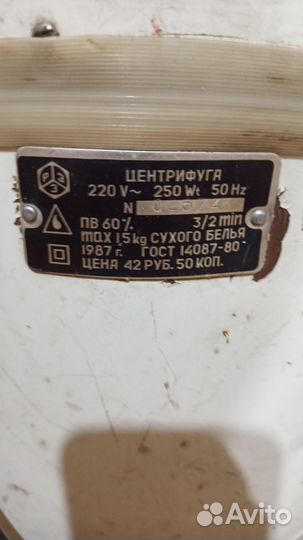 РЭЗ
ЦЕНТРИФУГА
220 V~ 250 Wt 50 Hz
N
ПВ 60% 3/2 min
max 1,5 kg СУХОГО БЕЛЬЯ
1987 г. ГОСТ 14087-80
ЦЕНА 42 РУБ. 50 КОП.
Avito